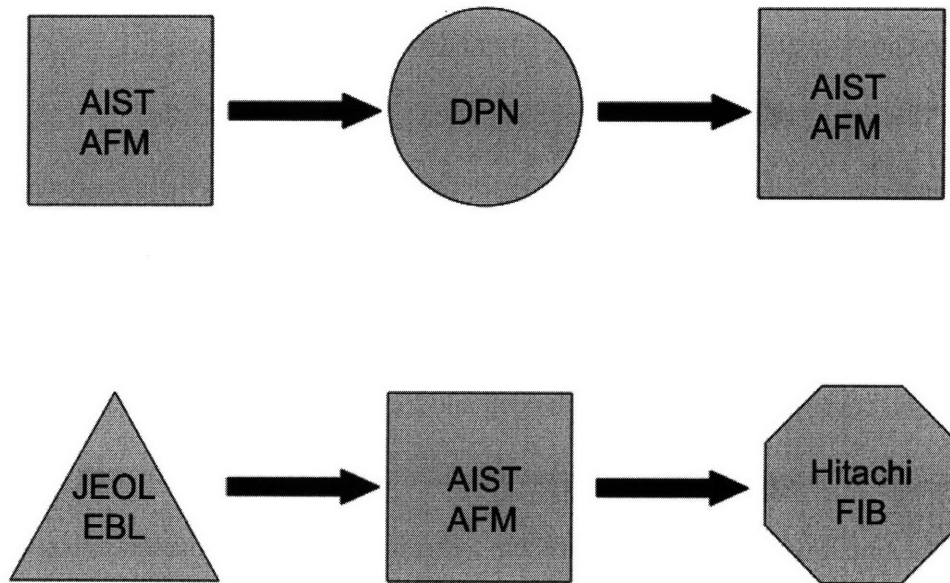 AIST
AFM
DPN
AIST
AFM
JEOL
EBL
AIST
AFM
Hitachi
FIB